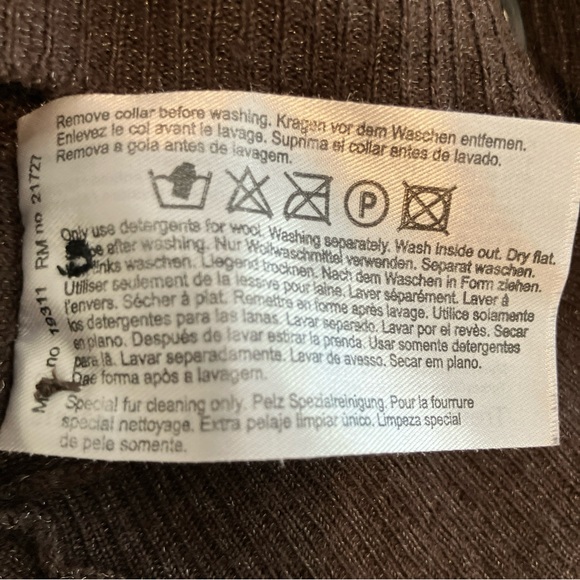 Remove collar before washing. Kragen vor dem Waschen entfernen.
Enlevez le col avant le lavage. Suprima el collar antes de lavado.
Remova a gola antes de lavagem.
P
Only use detergents for wool. Washing separately. Wash Inside out. Dry flat.
after washing. Nur Wollwaschmittel verwenden. Separat waschen.
inks waschen. Liegend trocknen. Nach dem Waschen in Form ziehen.
Utiliser seulement de la lessive pour laine. Laver séparément. Laver à
l'envers. Sécher à plat. Remettre en forme après lavage. Utilice solamente
los detergentes para las lanas. Lavar separado. Lavar por el revès. Secar
en plano. Después de lavar estirar la prenda. Usar somente detergentes
para lã. Lavar separadamente. Lavar de avesso. Secar em plano.
Dae forma apòs a lavagem.
Special fur cleaning only. Pelz Spezialreinigung. Pour la fourrure
special nettoyage. Extra pelaje limpiar único. Limpeza special
de pele somente.
no 19311 RM no 21727